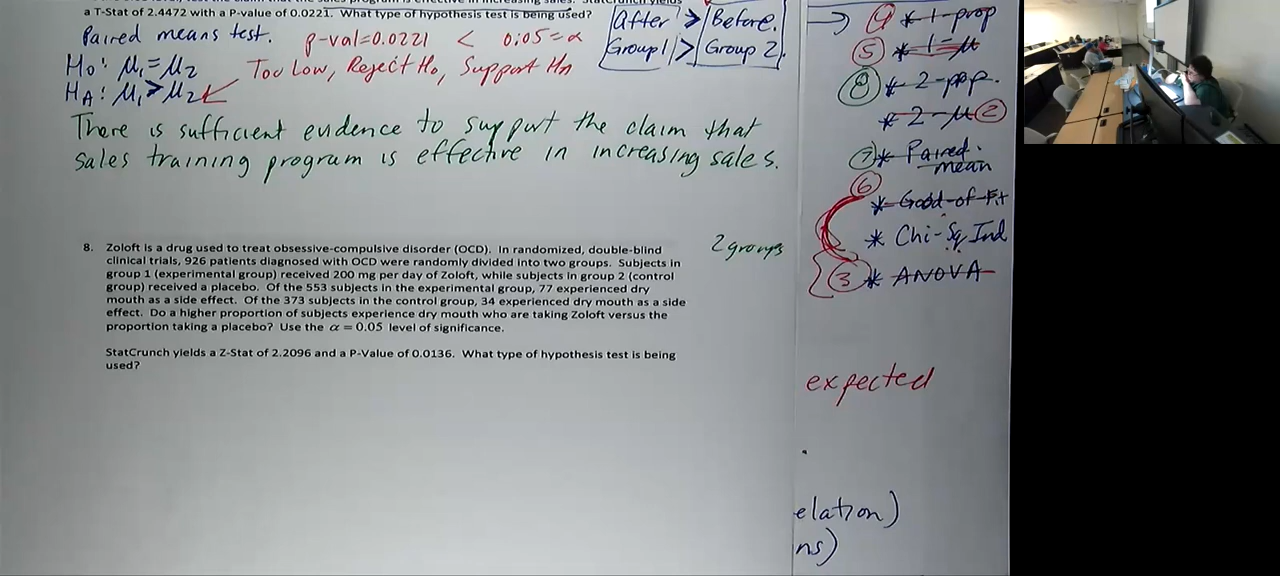 a T-Stat of 2.4472 with a P-value of 0.0221. What type of hypothesis test is being used?
Paired means test. p-val=0.0221 < 0.05=α
H₀: μ₁=μ₂ Too Low, Reject H₀, Support Hₐ
Hₐ: μ₁>μ₂
After > Before.
Group 1 > Group 2.
There is sufficient evidence to support the claim that
sales training program is effective in increasing sales.
8. Zoloft is a drug used to treat obsessive-compulsive disorder (OCD). In randomized, double-blind
clinical trials, 926 patients diagnosed with OCD were randomly divided into two groups. Subjects in
group 1 (experimental group) received 200 mg per day of Zoloft, while subjects in group 2 (control
group) received a placebo. Of the 553 subjects in the experimental group, 77 experienced dry
mouth as a side effect. Of the 373 subjects in the control group, 34 experienced dry mouth as a side
effect. Do a higher proportion of subjects experience dry mouth who are taking Zoloft versus the
proportion taking a placebo? Use the α = 0.05 level of significance.
2 groups
StatCrunch yields a Z-Stat of 2.2096 and a P-Value of 0.0136. What type of hypothesis test is being
used?
* 1-prop
⑤ * 1-μ
⑧ * 2-prop.
* 2-μ ②
⑦ * Paired.
mean
⑥
* Good-of-Fit
* Chi-Sq Ind
③ * ANOVA
expected
elation)
ns)